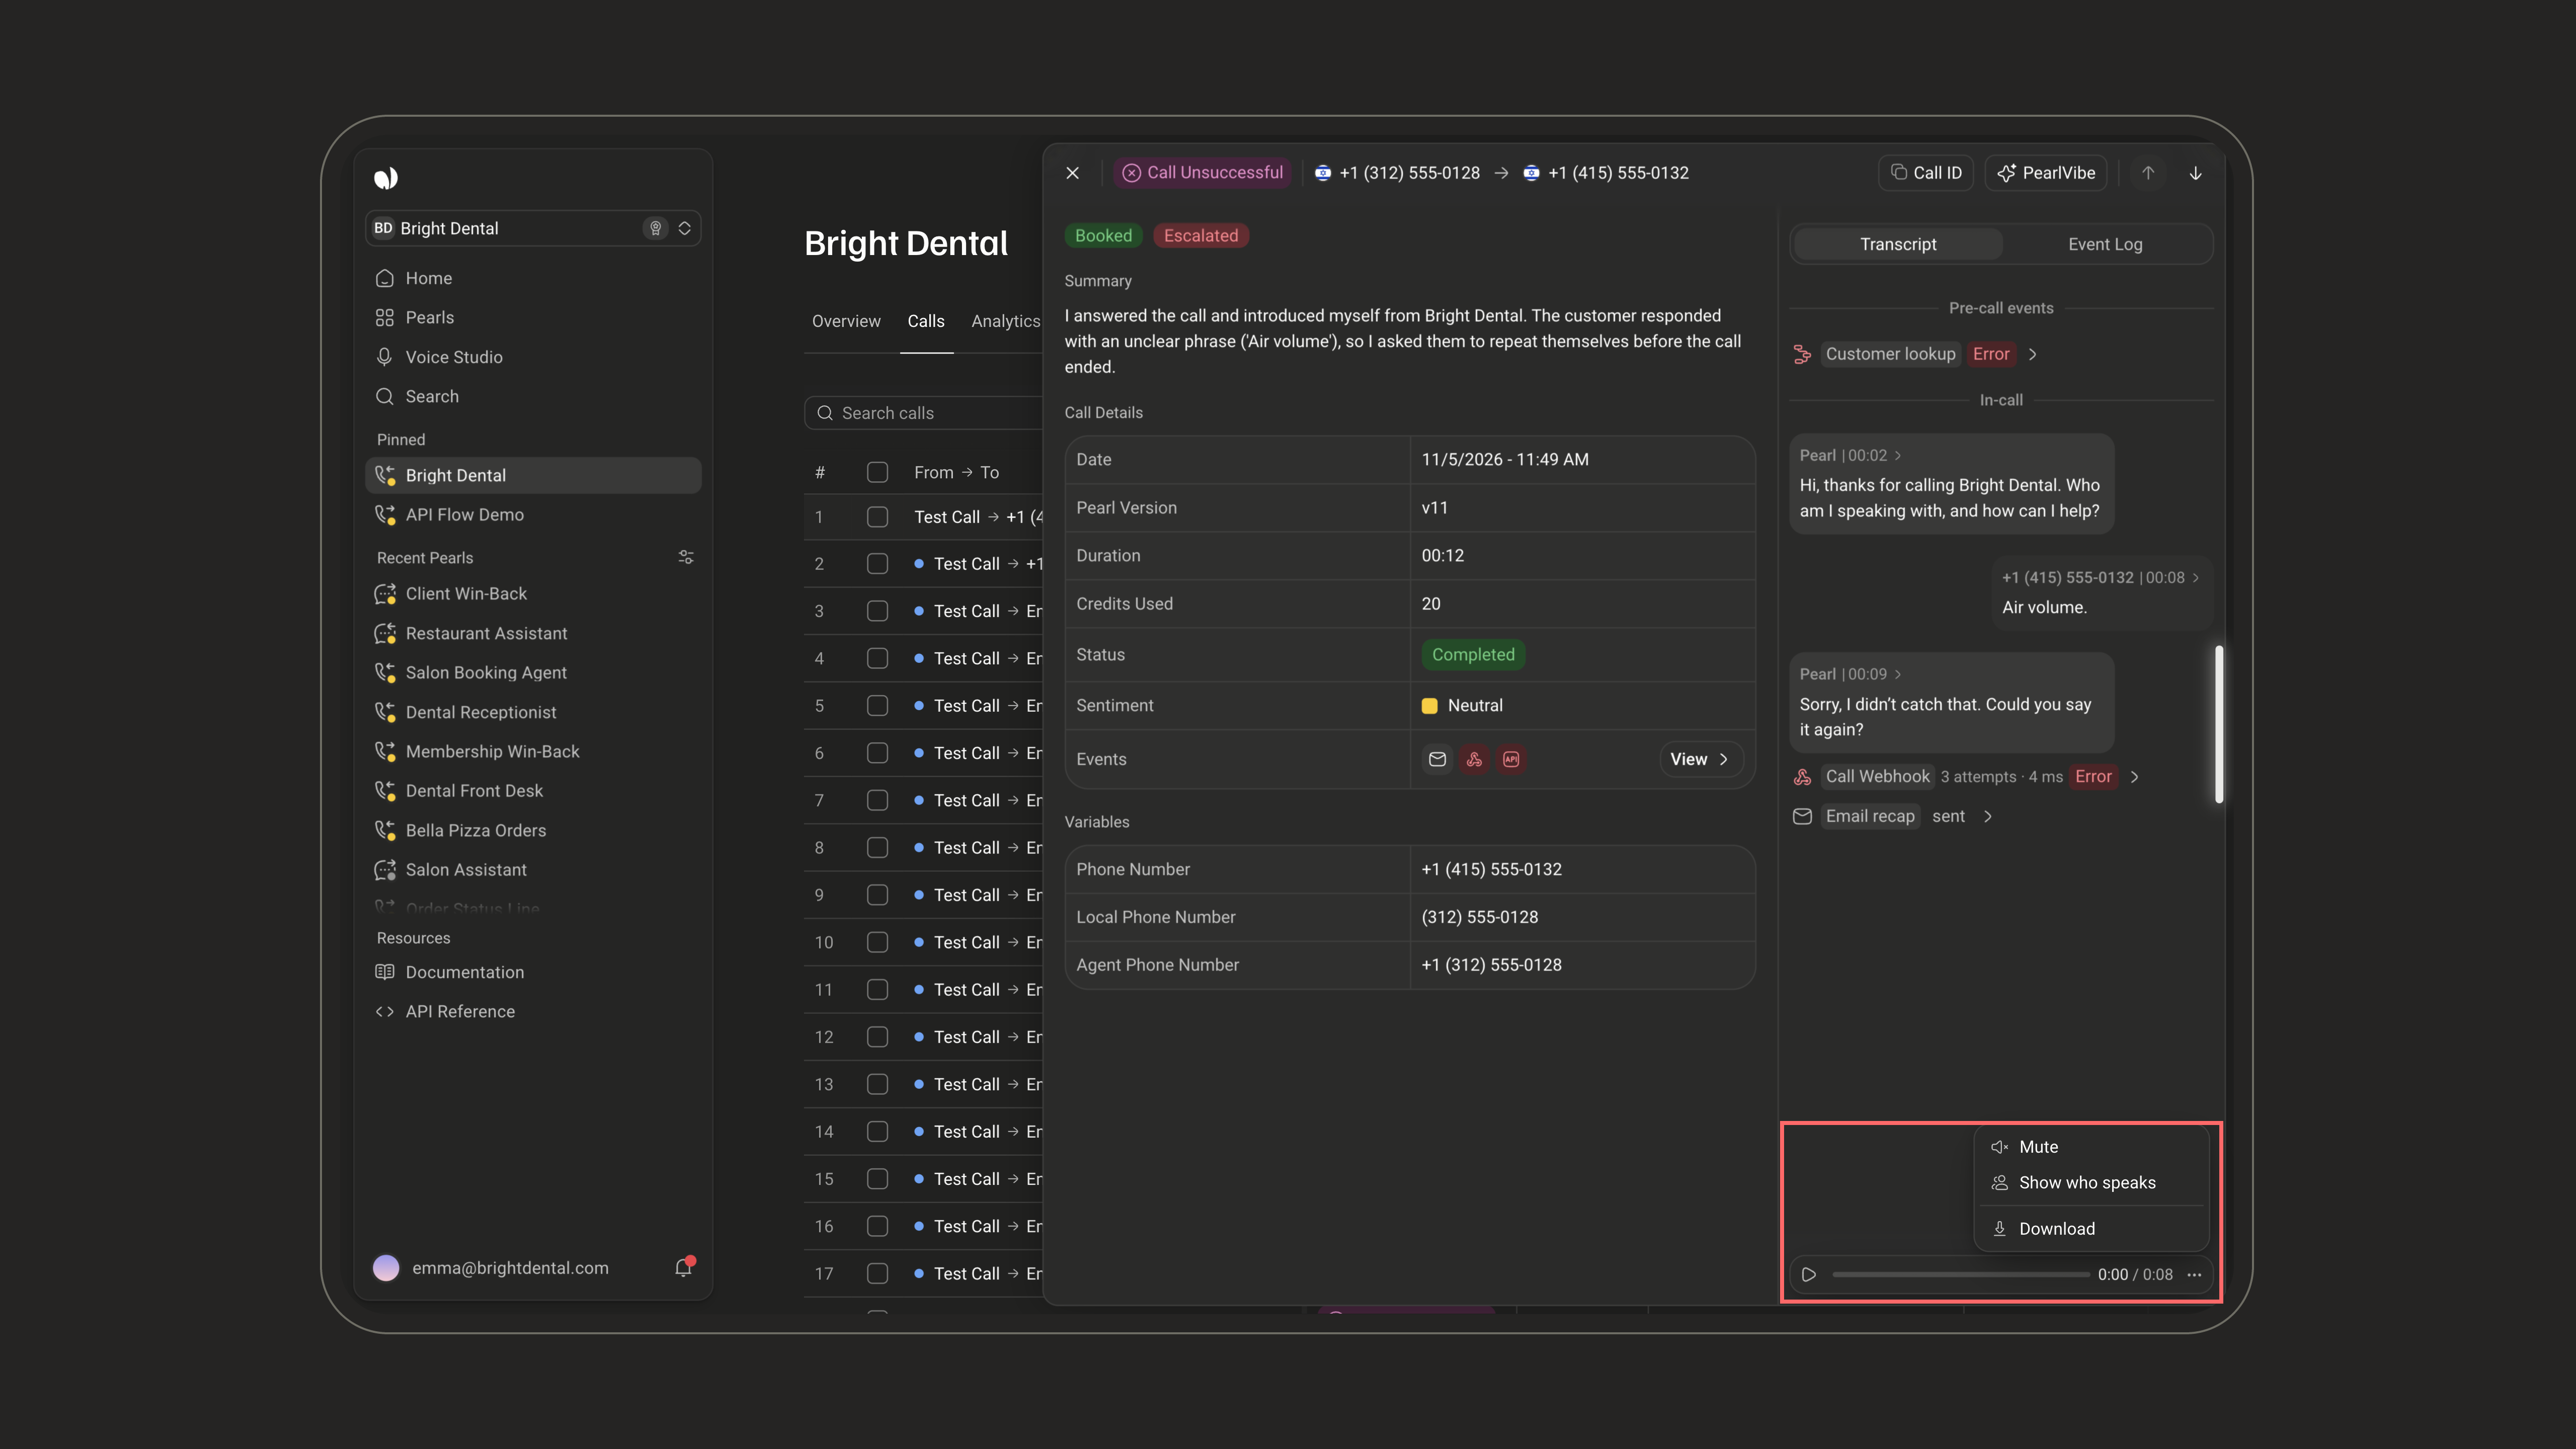 BD Bright Dental
Home
Pearls
Voice Studio
Search
Pinned
Bright Dental
API Flow Demo
Recent Pearls
Client Win-Back
Restaurant Assistant
Salon Booking Agent
Dental Receptionist
Membership Win-Back
Dental Front Desk
Bella Pizza Orders
Salon Assistant
Order Status Line
Resources
Documentation
API Reference
emma@brightdental.com
Bright Dental
Overview Calls Analytics
Search calls
# From → To
1 Test Call → +1 (4
2 Test Call → +1
3 Test Call → Er
4 Test Call → Er
5 Test Call → Er
6 Test Call → Er
7 Test Call → Er
8 Test Call → Er
9 Test Call → Er
10 Test Call → Er
11 Test Call → Er
12 Test Call → Er
13 Test Call → Er
14 Test Call → Er
15 Test Call → Er
16 Test Call → Er
17 Test Call → Er
Call Unsuccessful +1 (312) 555-0128 → +1 (415) 555-0132 Call ID PearlVibe
Booked Escalated
Summary
I answered the call and introduced myself from Bright Dental. The customer responded
with an unclear phrase ('Air volume'), so I asked them to repeat themselves before the call
ended.
Call Details
Date 11/5/2026 - 11:49 AM
Pearl Version v11
Duration 00:12
Credits Used 20
Status Completed
Sentiment Neutral
Events API View
Variables
Phone Number +1 (415) 555-0132
Local Phone Number (312) 555-0128
Agent Phone Number +1 (312) 555-0128
Transcript Event Log
Pre-call events
Customer lookup Error
In-call
Pearl | 00:02
Hi, thanks for calling Bright Dental. Who
am I speaking with, and how can I help?
+1 (415) 555-0132 | 00:08
Air volume.
Pearl | 00:09
Sorry, I didn’t catch that. Could you say
it again?
Call Webhook 3 attempts · 4 ms Error
Email recap sent
Mute
Show who speaks
Download
0:00 / 0:08